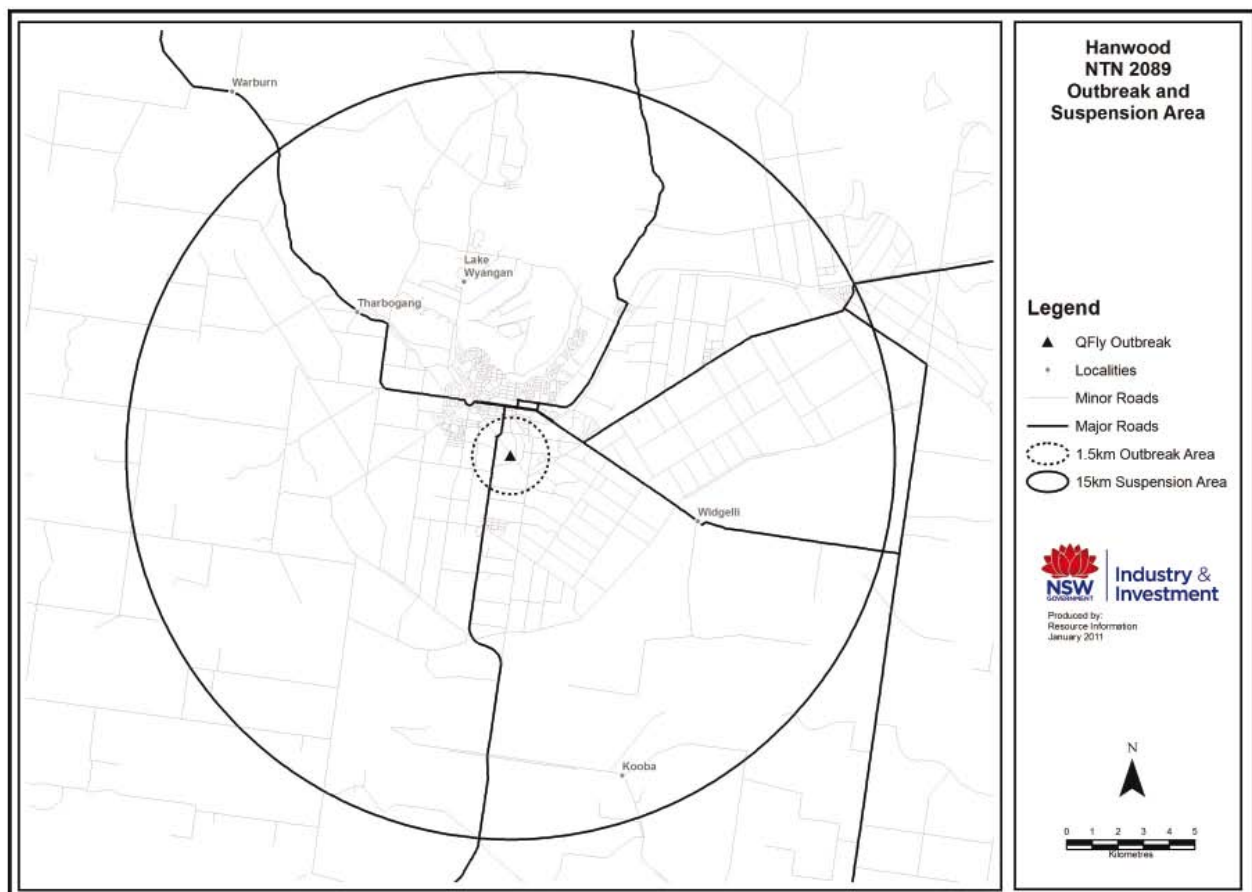 Hanwood
NTN 2089
Outbreak and
Suspension Area
Warburn
Lake
Wyangan
Tharbogang
Widgelli
Kooba
Legend
QFly Outbreak
Localities
Minor Roads
Major Roads
1.5km Outbreak Area
15km Suspension Area
NSW
GOVERNMENT
Industry &
Investment
Produced by:
Resource Information
January 2011
N
0 1 2 3 4 5
Kilometres